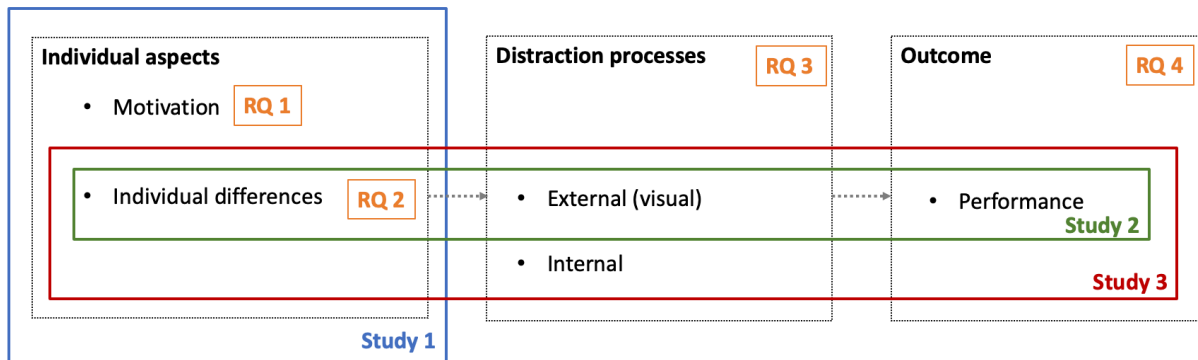 Individual aspects
• Motivation
RQ 1
• Individual differences
RQ 2
Study 1
Distraction processes
RQ 3
• External (visual)
• Internal
Outcome
RQ 4
• Performance
Study 2
Study 3